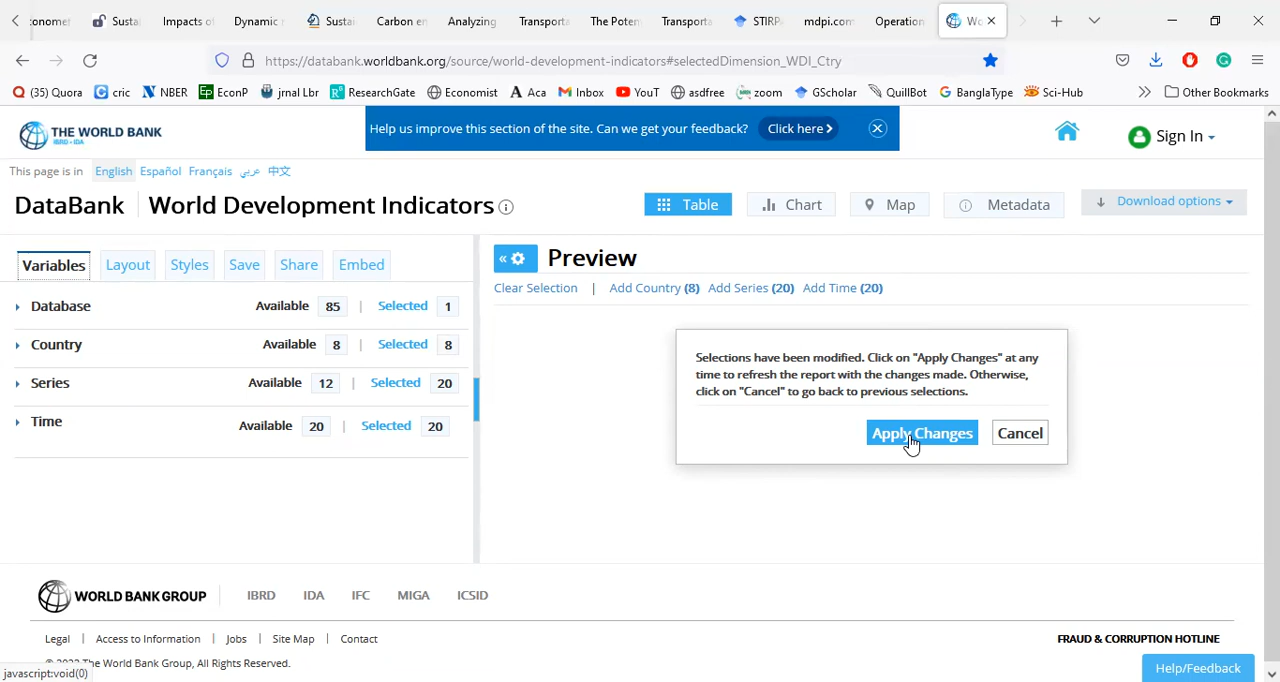 onomer Susta Impacts o Dynamic Sustai Carbon e Analyzing Transporta The Poten Transporta STIRP mdpi.com Operation Wo
https://databank.worldbank.org/source/world-development-indicators#selectedDimension_WDI_Ctry
(35) Quora cric NBER EconP jrnal Lbr ResearchGate Economist Aca Inbox YouT asdfree zoom GScholar QuillBot BanglaType Sci-Hub Other Bookmarks
THE WORLD BANK
IBRD • IDA
Help us improve this section of the site. Can we get your feedback? Click here
Sign In
This page is in English Español Français عربي 中文
DataBank World Development Indicators
Table Chart Map Metadata Download options
Variables Layout Styles Save Share Embed
« Preview
Clear Selection | Add Country (8) Add Series (20) Add Time (20)
Database Available 85 | Selected 1
Country Available 8 | Selected 8
Series Available 12 | Selected 20
Time Available 20 | Selected 20
Selections have been modified. Click on "Apply Changes" at any
time to refresh the report with the changes made. Otherwise,
click on "Cancel" to go back to previous selections.
Apply Changes Cancel
WORLD BANK GROUP IBRD IDA IFC MIGA ICSID
Legal | Access to Information | Jobs | Site Map | Contact
FRAUD & CORRUPTION HOTLINE
The World Bank Group, All Rights Reserved.
javascript:void(0)
Help/Feedback